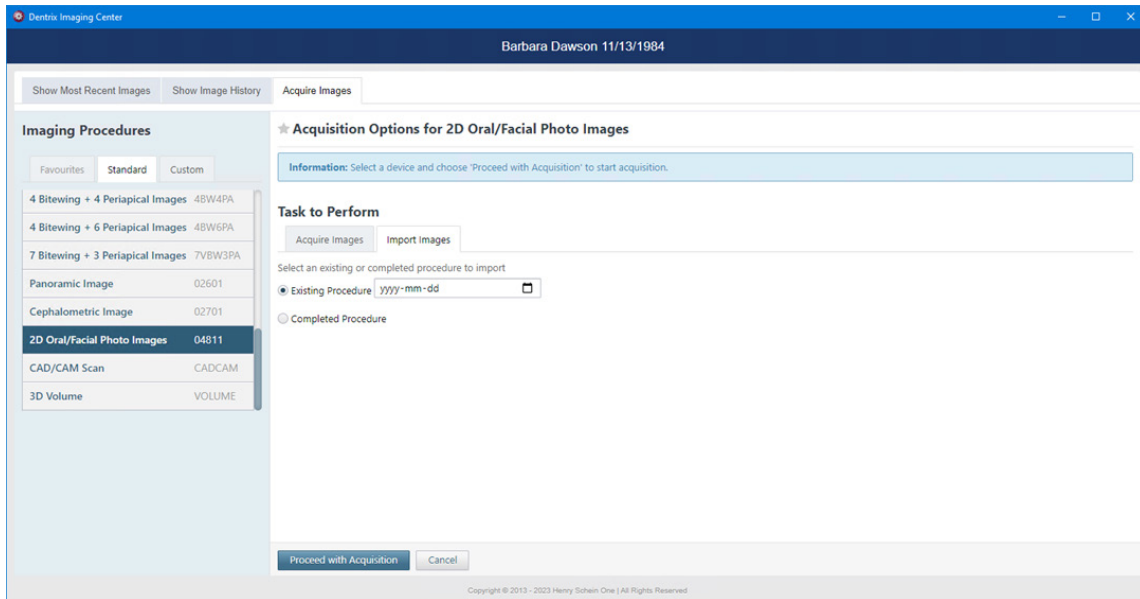 Dentrix Imaging Center
Barbara Dawson 11/13/1984
Show Most Recent Images Show Image History Acquire Images
Imaging Procedures
Favourites Standard Custom
4 Bitewing + 4 Periapical Images 4BW4PA
4 Bitewing + 6 Periapical Images 4BW6PA
7 Bitewing + 3 Periapical Images 7VBW3PA
Panoramic Image 02601
Cephalometric Image 02701
2D Oral/Facial Photo Images 04811
CAD/CAM Scan CADCAM
3D Volume VOLUME
Acquisition Options for 2D Oral/Facial Photo Images
Information: Select a device and choose 'Proceed with Acquisition' to start acquisition.
Task to Perform
Acquire Images Import Images
Select an existing or completed procedure to import
Existing Procedure yyyy-mm-dd
Completed Procedure
Proceed with Acquisition Cancel
Copyright © 2013 - 2023 Henry Schein One | All Rights Reserved